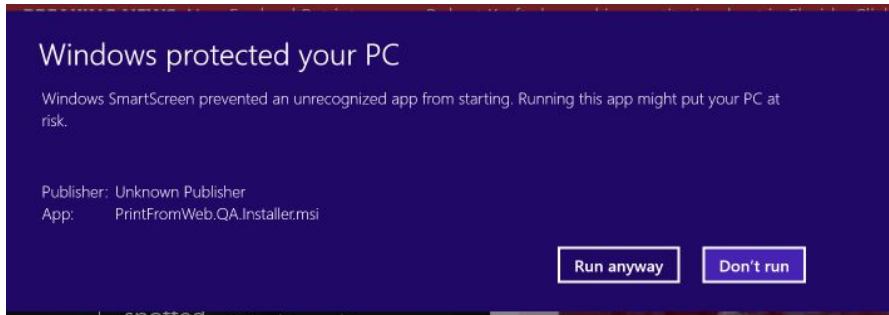 Windows protected your PC
Windows SmartScreen prevented an unrecognized app from starting. Running this app might put your PC at
risk.
Publisher: Unknown Publisher
App: PrintFromWeb.QA.Installer.msi
Run anyway
Don't run
spotted